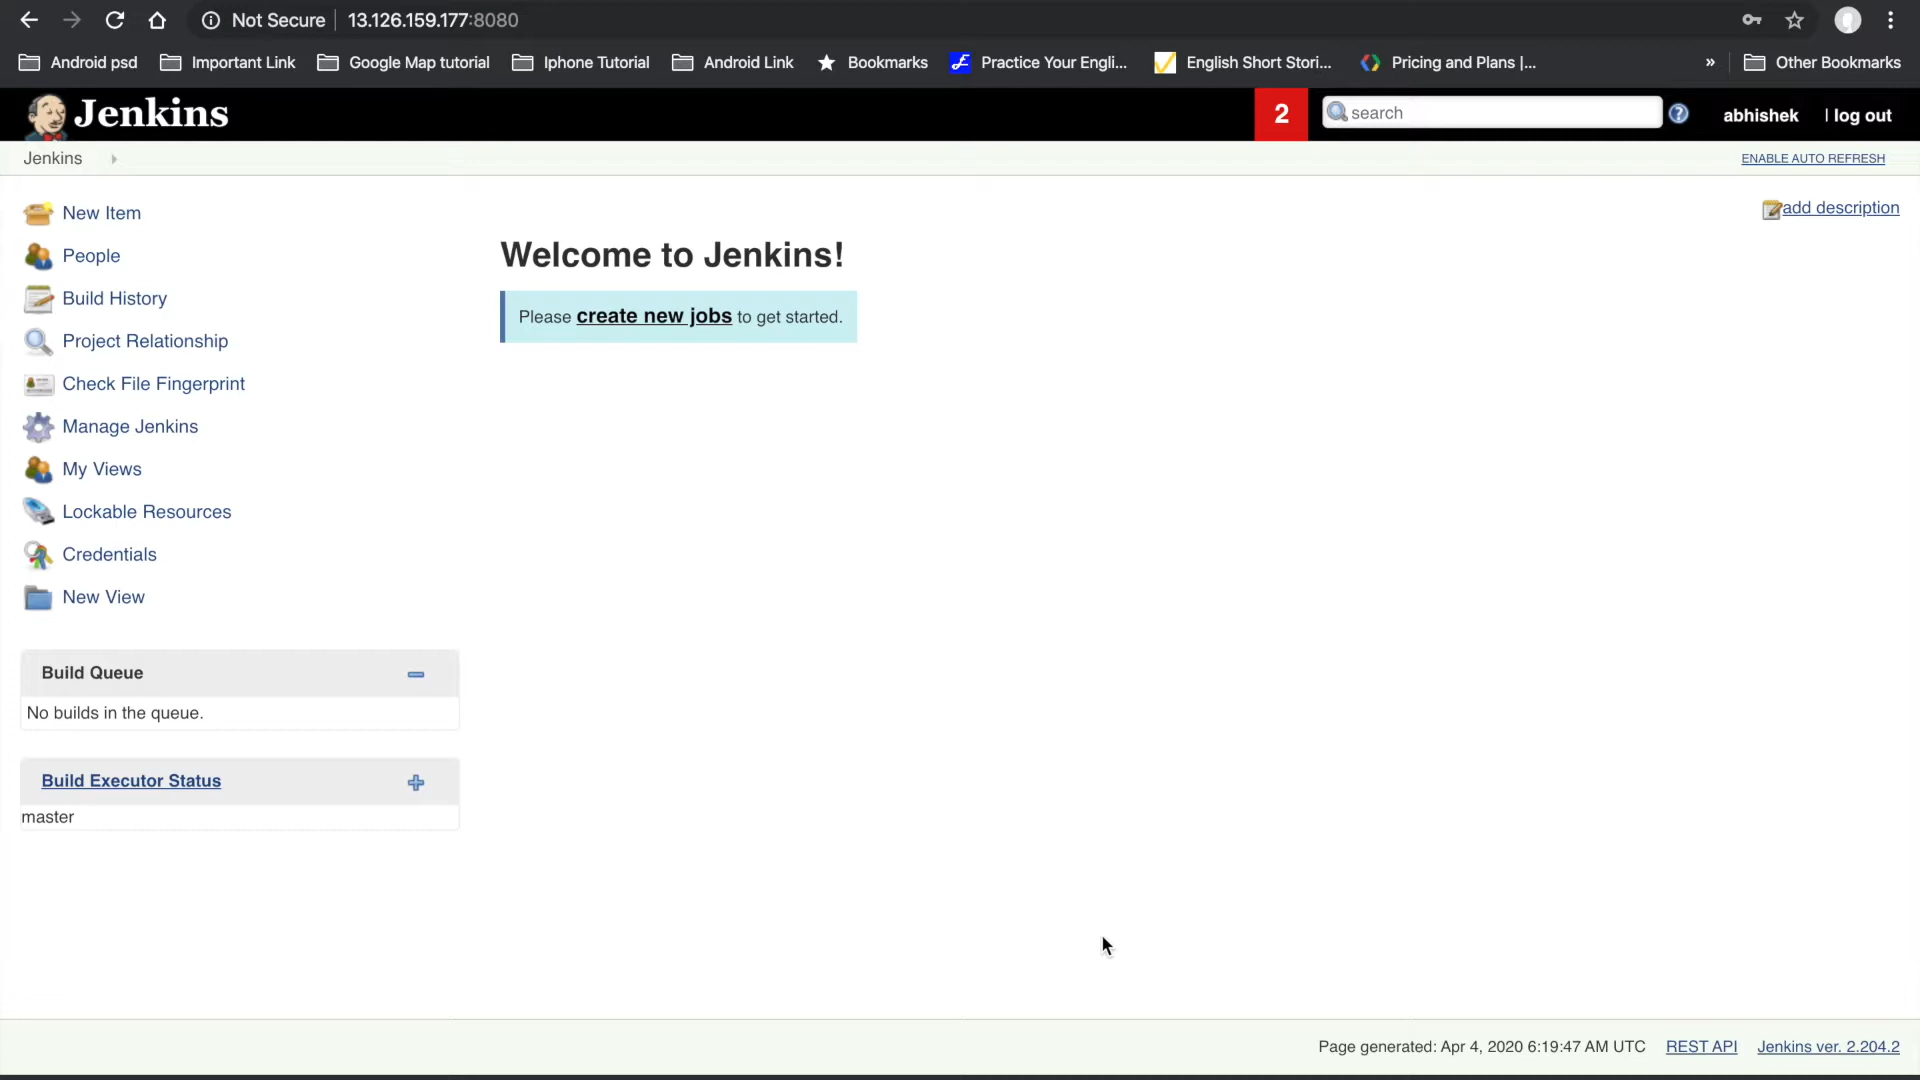 Not Secure 13.126.159.177:8080
Android psd Important Link Google Map tutorial Iphone Tutorial Android Link Bookmarks Practice Your Engli... English Short Stori... Pricing and Plans |... » Other Bookmarks
Jenkins 2 search abhishek | log out
Jenkins ENABLE AUTO REFRESH
add description
New Item
People
Build History
Project Relationship
Check File Fingerprint
Manage Jenkins
My Views
Lockable Resources
Credentials
New View
Build Queue
No builds in the queue.
Build Executor Status
master
Welcome to Jenkins!
Please create new jobs to get started.
Page generated: Apr 4, 2020 6:19:47 AM UTC REST API Jenkins ver. 2.204.2